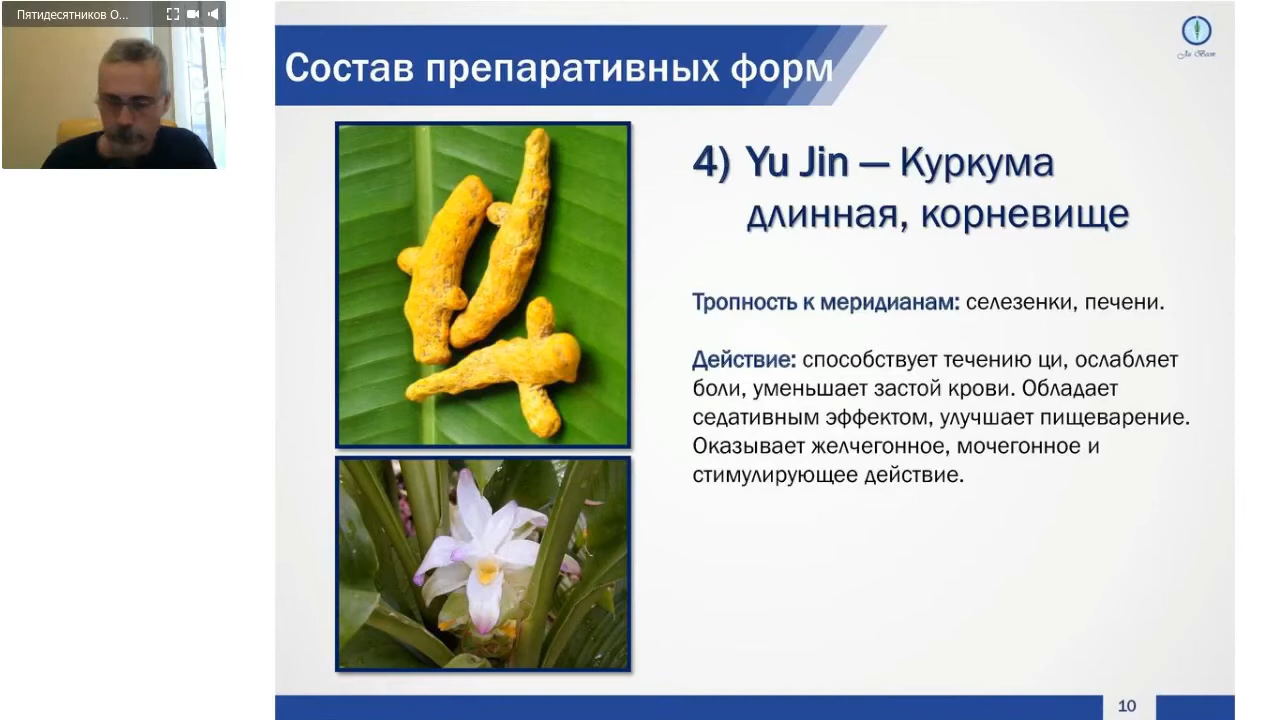 Пятидесятников О...
Состав препаративных форм
4) Yu Jin — Куркума
длинная, корневище
Тропность к меридианам: селезенки, печени.
Действие: способствует течению ци, ослабляет
боли, уменьшает застой крови. Обладает
седативным эффектом, улучшает пищеварение.
Оказывает желчегонное, мочегонное и
стимулирующее действие.
10